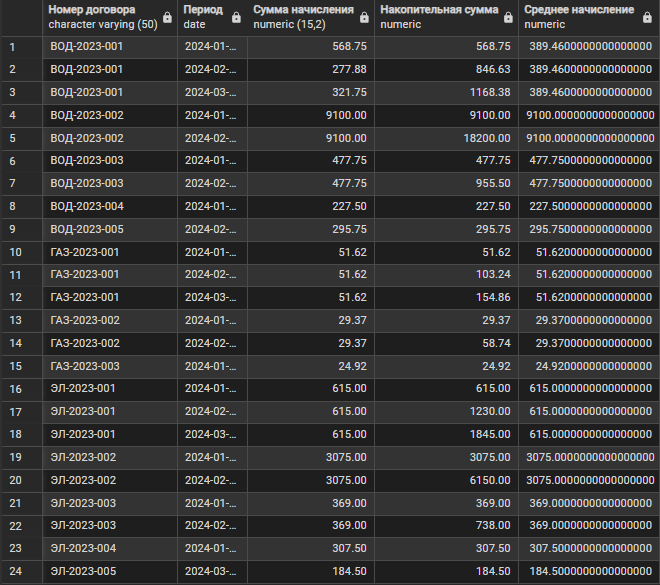 Номер договора Период Сумма начисления Накопительная сумма Среднее начисление
character varying (50) date numeric (15,2) numeric numeric
1 ВОД-2023-001 2024-01-... 568.75 568.75 389.4600000000000000
2 ВОД-2023-001 2024-02-... 277.88 846.63 389.4600000000000000
3 ВОД-2023-001 2024-03-... 321.75 1168.38 389.4600000000000000
4 ВОД-2023-002 2024-01-... 9100.00 9100.00 9100.0000000000000000
5 ВОД-2023-002 2024-02-... 9100.00 18200.00 9100.0000000000000000
6 ВОД-2023-003 2024-01-... 477.75 477.75 477.7500000000000000
7 ВОД-2023-003 2024-02-... 477.75 955.50 477.7500000000000000
8 ВОД-2023-004 2024-01-... 227.50 227.50 227.5000000000000000
9 ВОД-2023-005 2024-02-... 295.75 295.75 295.7500000000000000
10 ГАЗ-2023-001 2024-01-... 51.62 51.62 51.6200000000000000
11 ГАЗ-2023-001 2024-02-... 51.62 103.24 51.6200000000000000
12 ГАЗ-2023-001 2024-03-... 51.62 154.86 51.6200000000000000
13 ГАЗ-2023-002 2024-01-... 29.37 29.37 29.3700000000000000
14 ГАЗ-2023-002 2024-02-... 29.37 58.74 29.3700000000000000
15 ГАЗ-2023-003 2024-01-... 24.92 24.92 24.9200000000000000
16 ЭЛ-2023-001 2024-01-... 615.00 615.00 615.0000000000000000
17 ЭЛ-2023-001 2024-02-... 615.00 1230.00 615.0000000000000000
18 ЭЛ-2023-001 2024-03-... 615.00 1845.00 615.0000000000000000
19 ЭЛ-2023-002 2024-01-... 3075.00 3075.00 3075.0000000000000000
20 ЭЛ-2023-002 2024-02-... 3075.00 6150.00 3075.0000000000000000
21 ЭЛ-2023-003 2024-01-... 369.00 369.00 369.0000000000000000
22 ЭЛ-2023-003 2024-02-... 369.00 738.00 369.0000000000000000
23 ЭЛ-2023-004 2024-01-... 307.50 307.50 307.5000000000000000
24 ЭЛ-2023-005 2024-03-... 184.50 184.50 184.5000000000000000